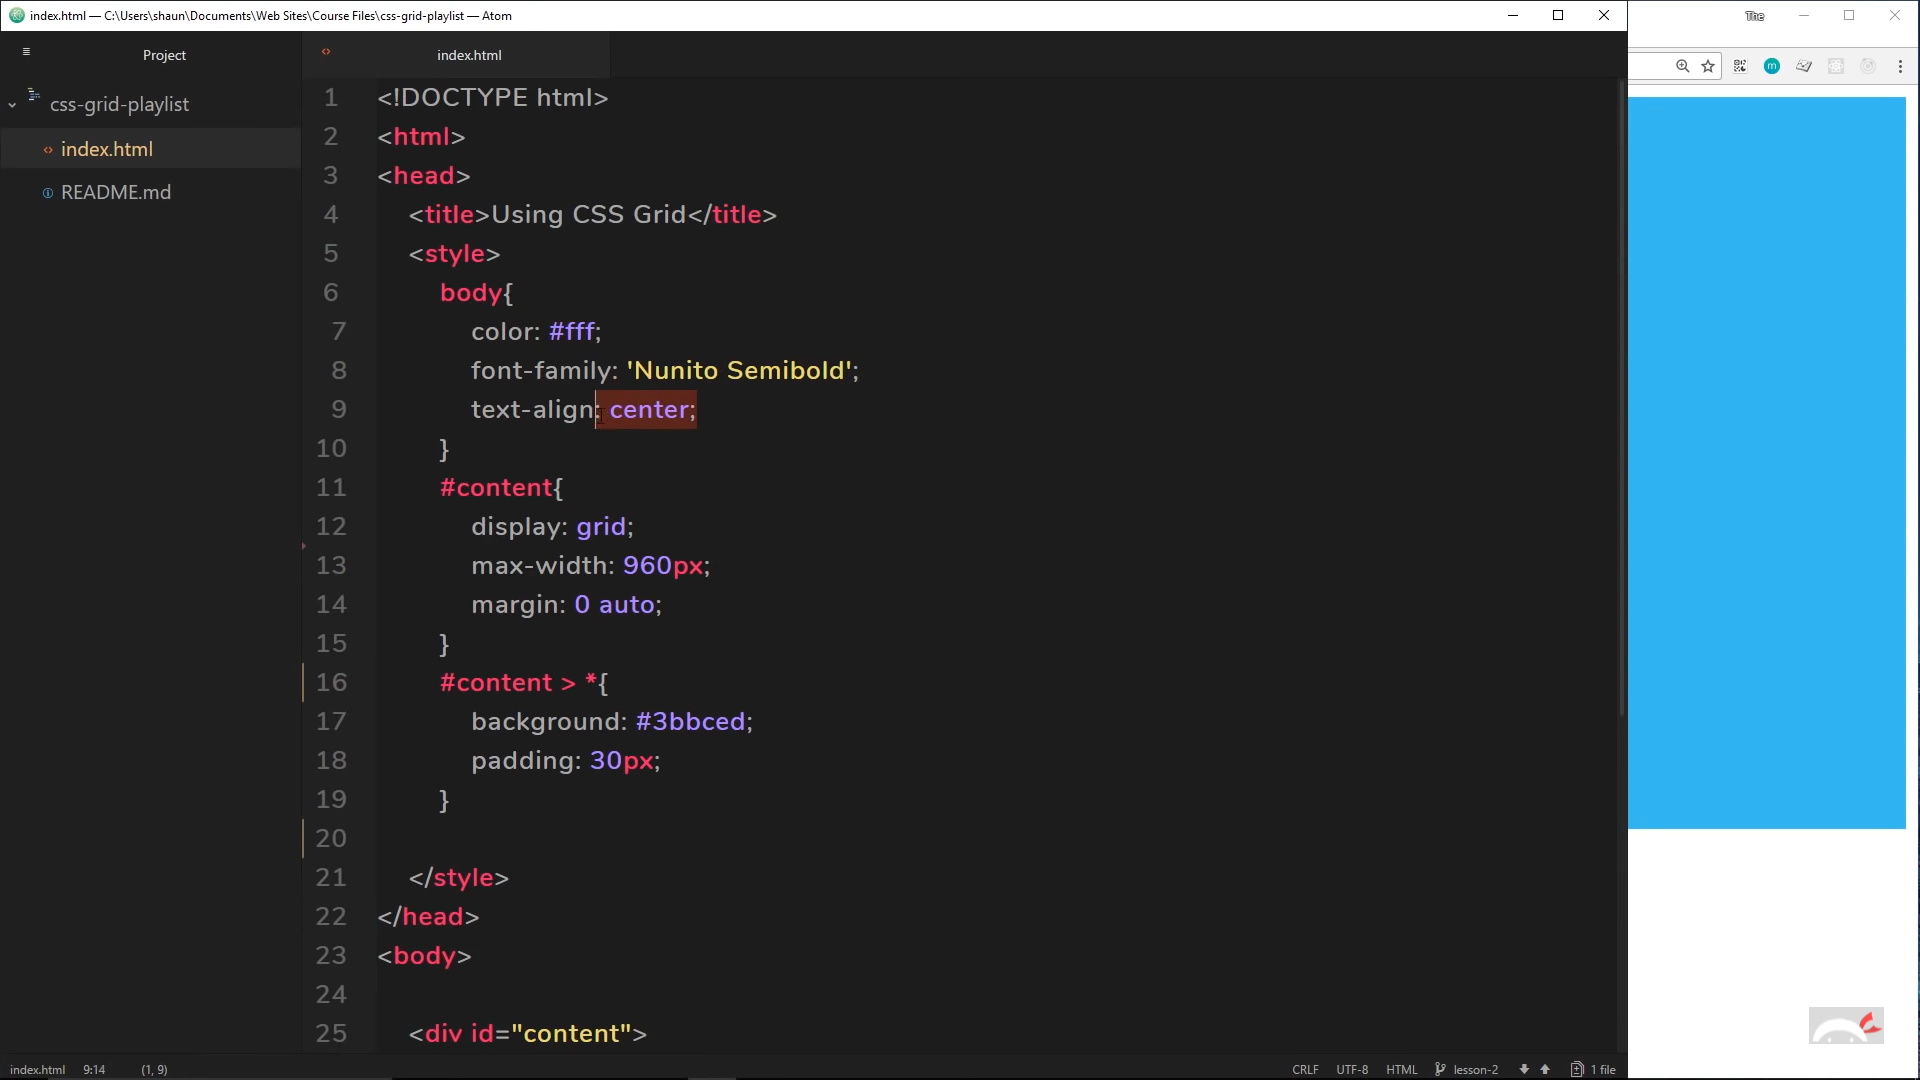 index.html — C:\Users\shaun\Documents\Web Sites\Course Files\css-grid-playlist — Atom
The
Project
index.html
css-grid-playlist
index.html
README.md
1 <!DOCTYPE html>
2 <html>
3 <head>
4 <title>Using CSS Grid</title>
5 <style>
6 body{
7 color: #fff;
8 font-family: 'Nunito Semibold';
9 text-align: center;
10 }
11 #content{
12 display: grid;
13 max-width: 960px;
14 margin: 0 auto;
15 }
16 #content > *{
17 background: #3bbced;
18 padding: 30px;
19 }
20
21 </style>
22 </head>
23 <body>
24
25 <div id="content">
index.html 9:14 (1, 9) CRLF UTF-8 HTML lesson-2 1 file
m